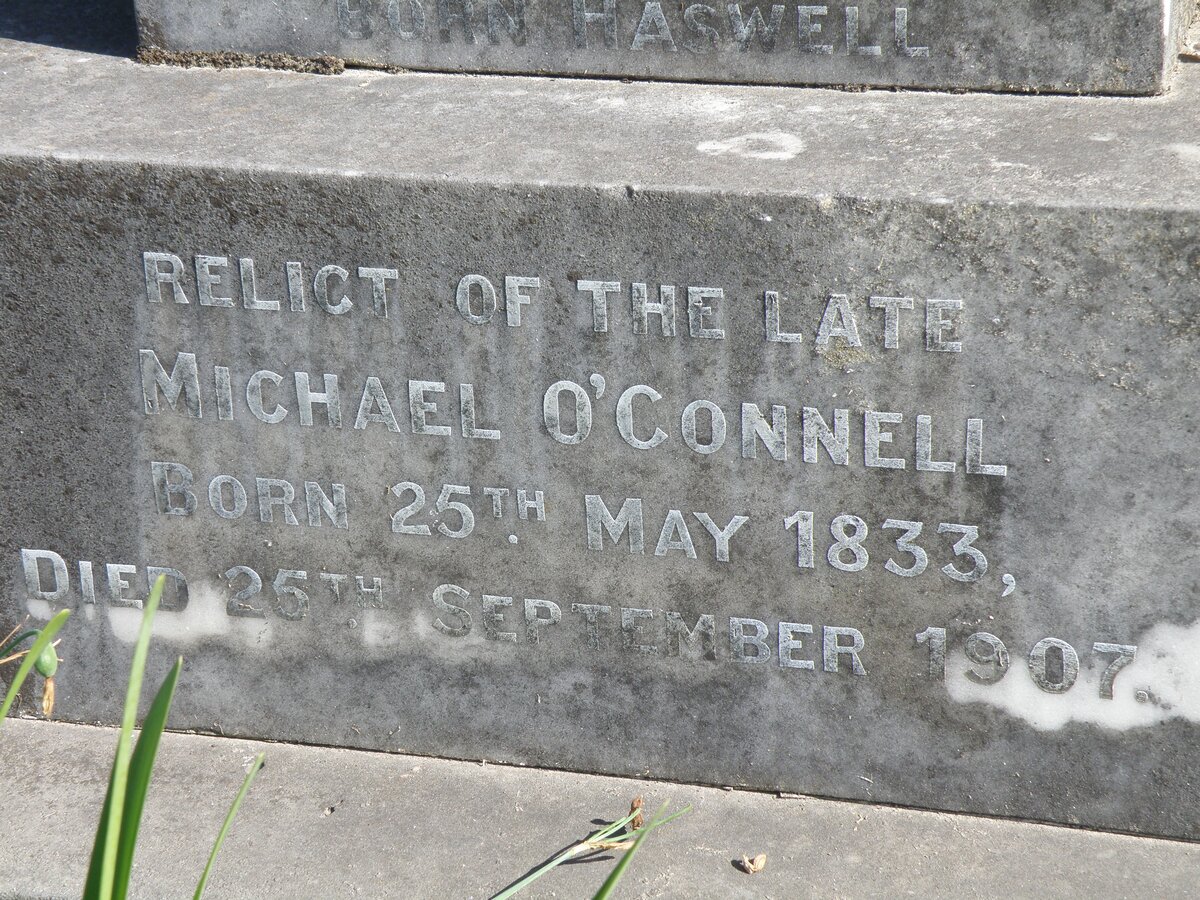 BORN HASWELL
RELICT OF THE LATE
MICHAEL O'CONNELL
BORN 25TH. MAY 1833,
DIED 25TH. SEPTEMBER 1907.